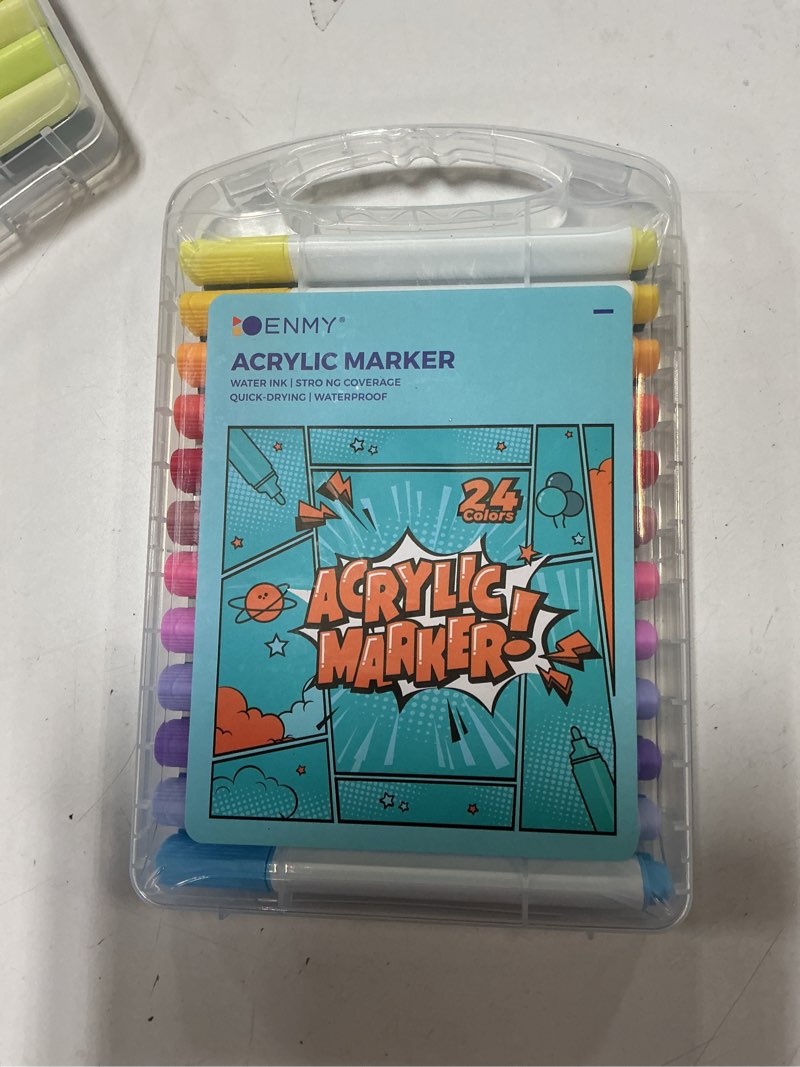 ENMY®
ACRYLIC MARKER
WATER INK | STRO NG COVERAGE
QUICK-DRYING | WATERPROOF
24
Colors
ACRYLIC
MARKER!